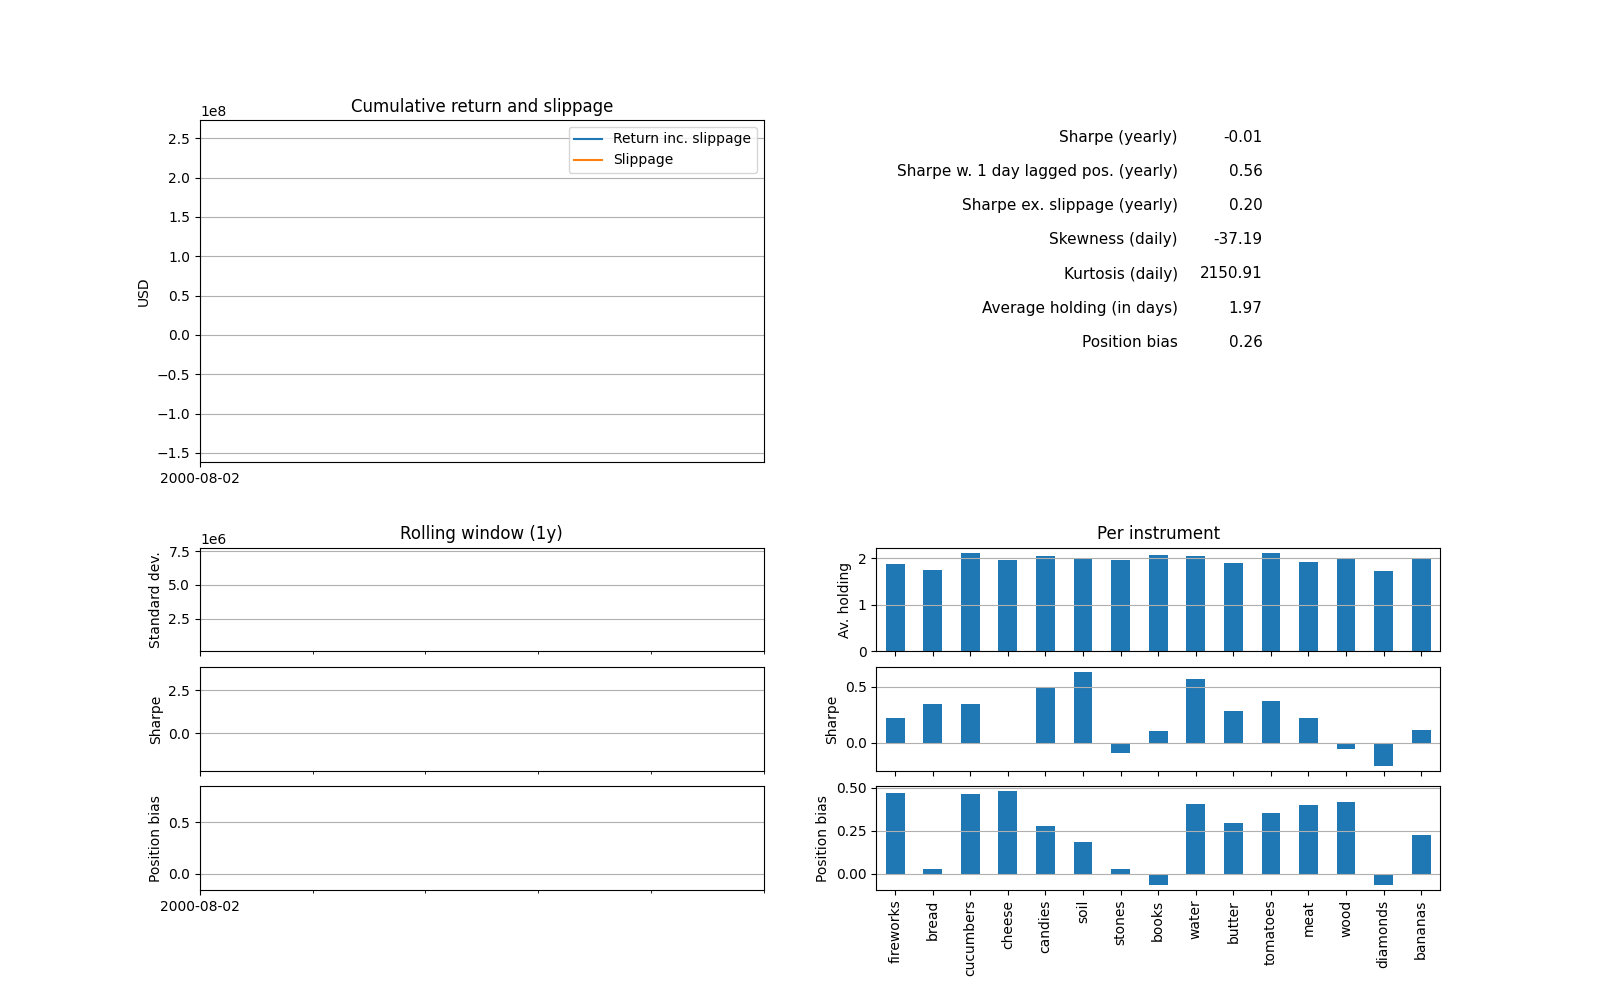 Cumulative return and slippage
1e8
2.5
2.0
1.5
1.0
0.5
0.0
−0.5
−1.0
−1.5
USD
Return inc. slippage
Slippage
2000-08-02
Sharpe (yearly) -0.01
Sharpe w. 1 day lagged pos. (yearly) 0.56
Sharpe ex. slippage (yearly) 0.20
Skewness (daily) -37.19
Kurtosis (daily) 2150.91
Average holding (in days) 1.97
Position bias 0.26
Rolling window (1y)
1e6
7.5
5.0
2.5
Standard dev.
2.5
0.0
Sharpe
0.5
0.0
Position bias
2000-08-02
Per instrument
2
1
0
Av. holding
0.5
0.0
Sharpe
0.50
0.25
0.00
Position bias
fireworks
bread
cucumbers
cheese
candies
soil
stones
books
water
butter
tomatoes
meat
wood
diamonds
bananas